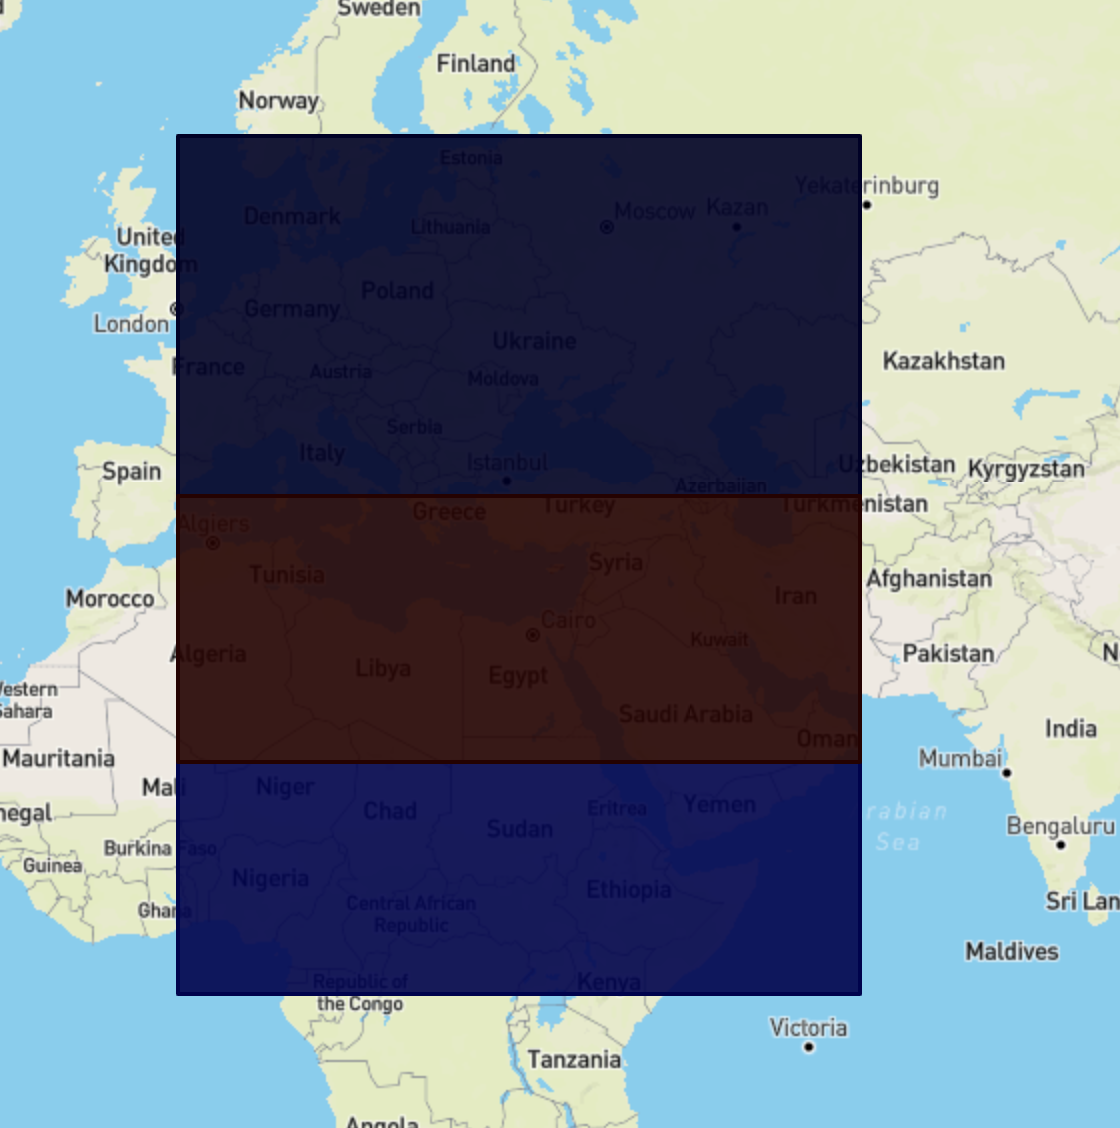 Sweden
Finland
Norway
Estonia
Yekaterinburg
Moscow
Kazan
Denmark
Lithuania
United
Kingdom
Poland
Germany
London
Ukraine
France
Austria
Moldova
Kazakhstan
Serbia
Italy
Istanbul
Spain
Uzbekistan
Kyrgyzstan
Azerbaijan
Turkmenistan
Greece
Turkey
Algiers
Syria
Tunisia
Afghanistan
Morocco
Iran
Cairo
Kuwait
Algeria
Libya
Egypt
Pakistan
N
Western
Sahara
Saudi Arabia
India
Oman
Mauritania
Mumbai
Mali
Niger
Chad
Eritrea
Yemen
negal
Sudan
rabian
Sea
Bengaluru
Burkina Faso
Guinea
Nigeria
Ethiopia
Central African
Republic
Ghana
Sri Lan
Maldives
Republic of
the Congo
Kenya
Victoria
Tanzania
Angola